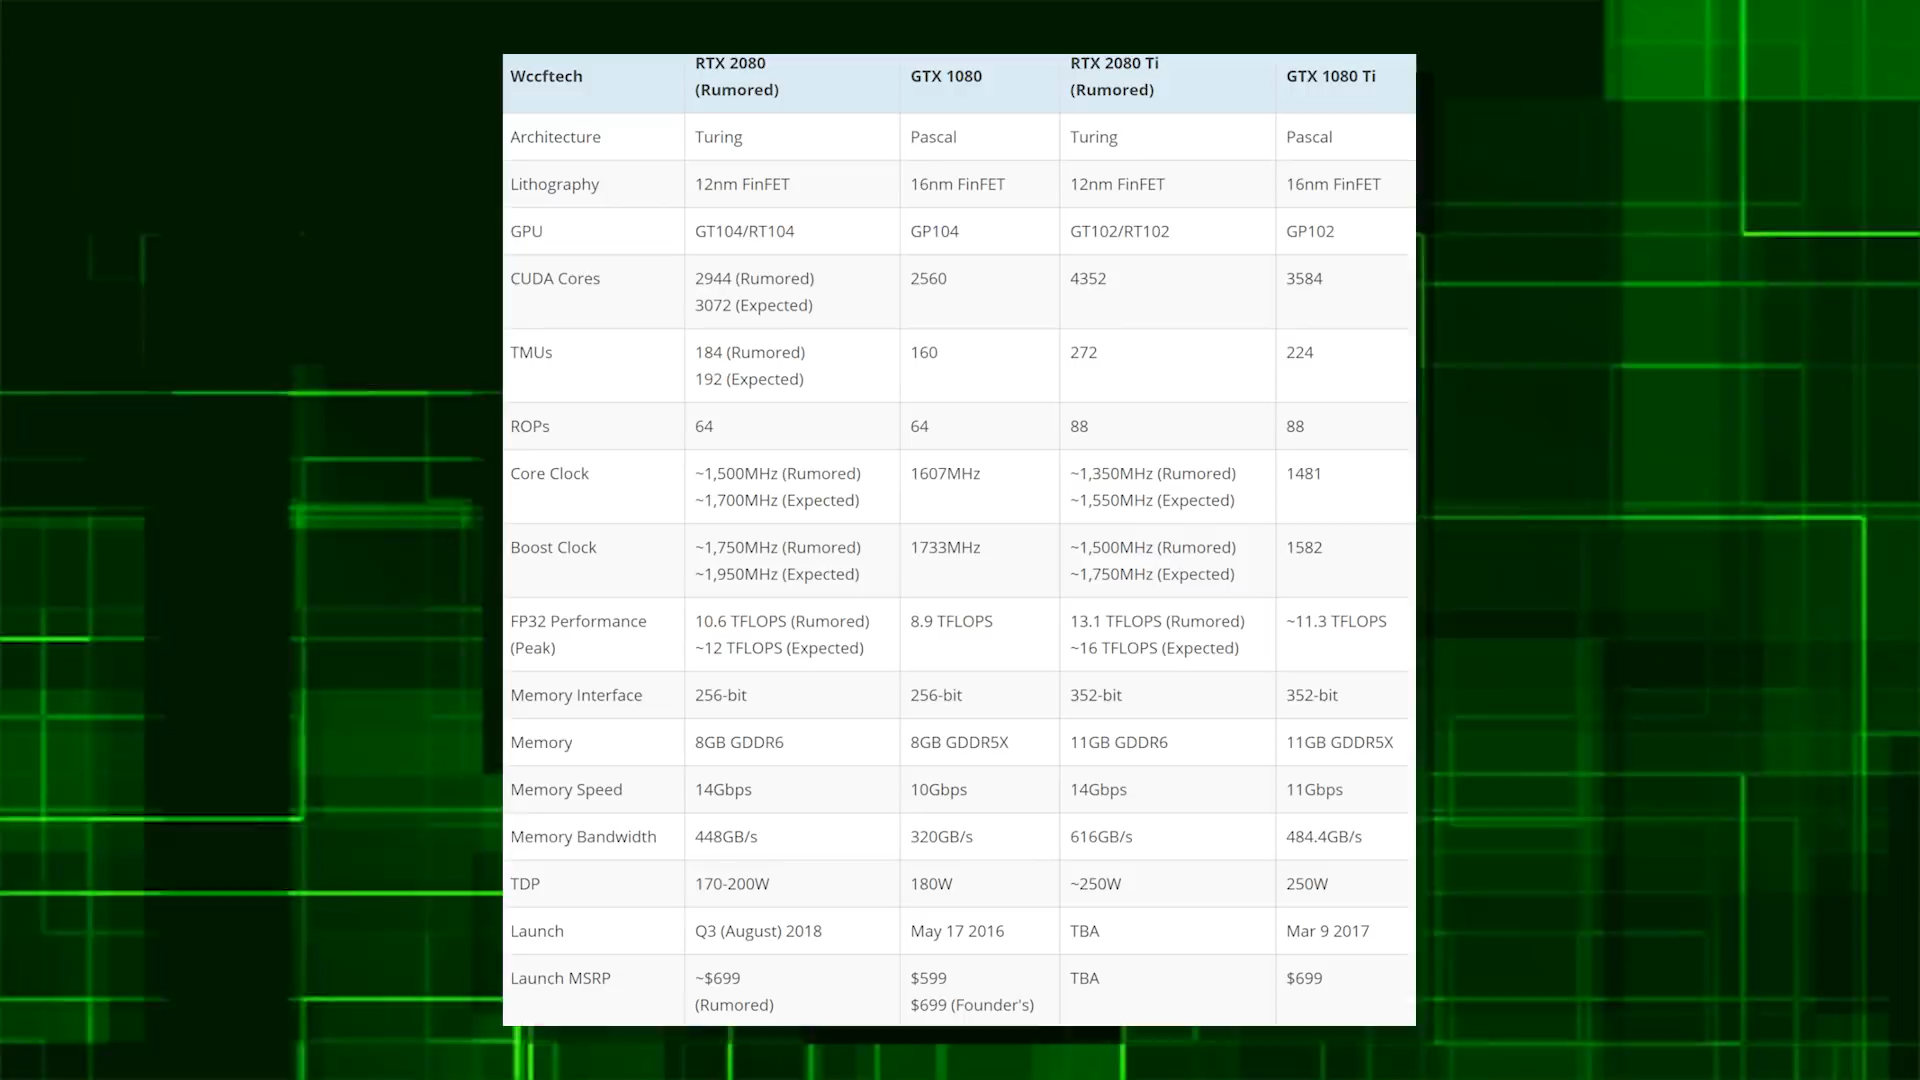 Wccftech RTX 2080 (Rumored) GTX 1080 RTX 2080 Ti (Rumored) GTX 1080 Ti
Architecture Turing Pascal Turing Pascal
Lithography 12nm FinFET 16nm FinFET 12nm FinFET 16nm FinFET
GPU GT104/RT104 GP104 GT102/RT102 GP102
CUDA Cores 2944 (Rumored) 2560 4352 3584
3072 (Expected)
TMUs 184 (Rumored) 160 272 224
192 (Expected)
ROPs 64 64 88 88
Core Clock ~1,500MHz (Rumored) 1607MHz ~1,350MHz (Rumored) 1481
~1,700MHz (Expected) ~1,550MHz (Expected)
Boost Clock ~1,750MHz (Rumored) 1733MHz ~1,500MHz (Rumored) 1582
~1,950MHz (Expected) ~1,750MHz (Expected)
FP32 Performance 10.6 TFLOPS (Rumored) 8.9 TFLOPS 13.1 TFLOPS (Rumored) ~11.3 TFLOPS
(Peak) ~12 TFLOPS (Expected) ~16 TFLOPS (Expected)
Memory Interface 256-bit 256-bit 352-bit 352-bit
Memory 8GB GDDR6 8GB GDDR5X 11GB GDDR6 11GB GDDR5X
Memory Speed 14Gbps 10Gbps 14Gbps 11Gbps
Memory Bandwidth 448GB/s 320GB/s 616GB/s 484.4GB/s
TDP 170-200W 180W ~250W 250W
Launch Q3 (August) 2018 May 17 2016 TBA Mar 9 2017
Launch MSRP ~$699 $599 TBA $699
(Rumored) $699 (Founder's)